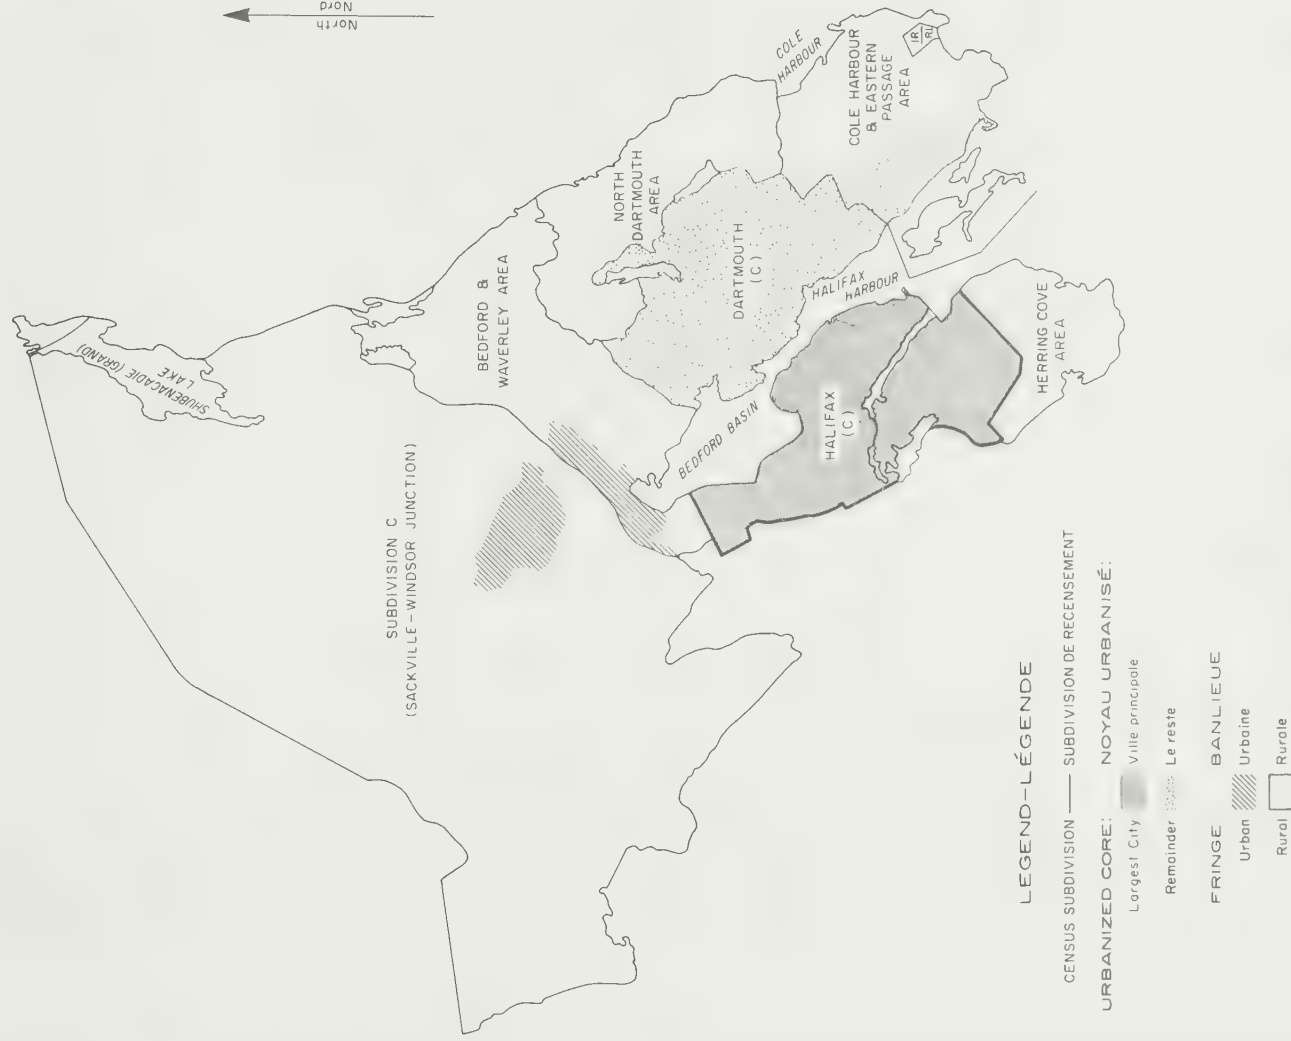 North
Nord
SHUBENACADIE (GRAND)
LAKE
SUBDIVISION C
(SACKVILLE-WINDSOR JUNCTION)
BEDFORD &
WAVERLEY AREA
NORTH
DARTMOUTH
AREA
COLE
HARBOUR
COLE HARBOUR
& EASTERN
PASSAGE
AREA
IR
RI
DARTMOUTH
(C)
HALIFAX
HARBOUR
BEDFORD BASIN
HALIFAX
(C)
HERRING COVE
AREA
LEGEND-LÉGENDE
CENSUS SUBDIVISION —— SUBDIVISION DE RECENSEMENT
URBANIZED CORE: NOYAU URBANISÉ:
Largest City Ville principale
Remainder Le reste
FRINGE BANLIEUE
Urban Urbaine
Rural Rurale